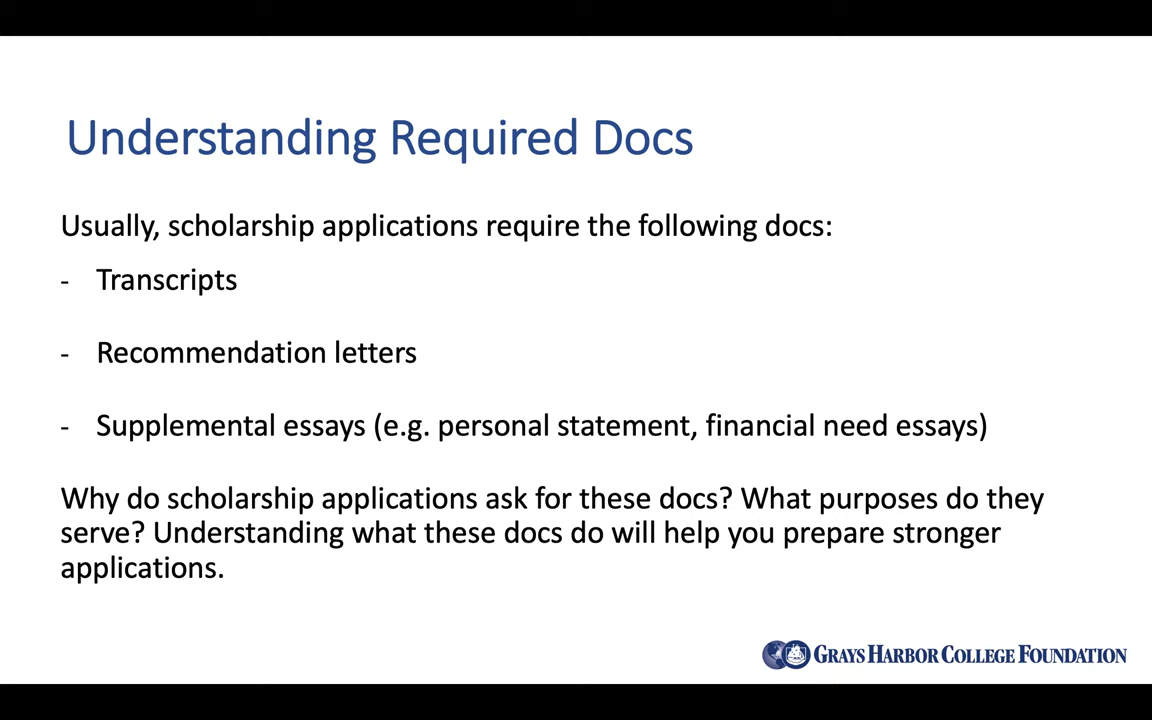 Understanding Required Docs
Usually, scholarship applications require the following docs:
- Transcripts
- Recommendation letters
- Supplemental essays (e.g. personal statement, financial need essays)
Why do scholarship applications ask for these docs? What purposes do they
serve? Understanding what these docs do will help you prepare stronger
applications.
GRAYS HARBOR COLLEGE FOUNDATION